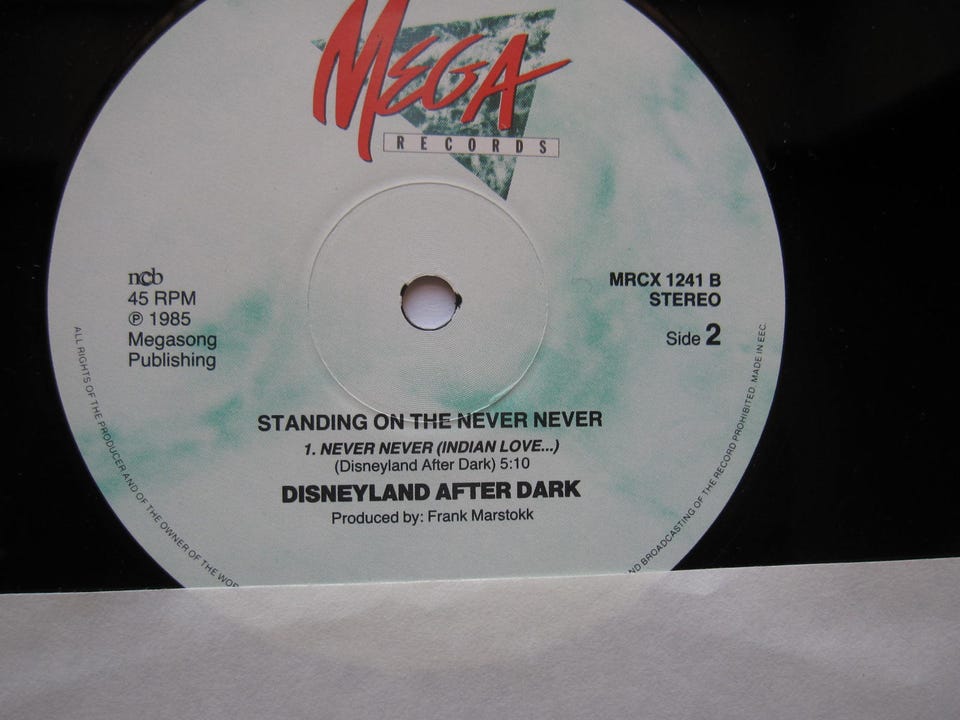 MEGA
RECORDS
ncb
45 RPM
℗ 1985
Megasong
Publishing
MRCX 1241 B
STEREO
Side 2
STANDING ON THE NEVER NEVER
1. NEVER NEVER (INDIAN LOVE...)
(Disneyland After Dark) 5:10
DISNEYLAND AFTER DARK
Produced by: Frank Marstokk
ALL RIGHTS OF THE PRODUCER AND OF THE OWNER OF THE WOR
ND BROADCASTING OF THE RECORD PROHIBITED. MADE IN EEC.